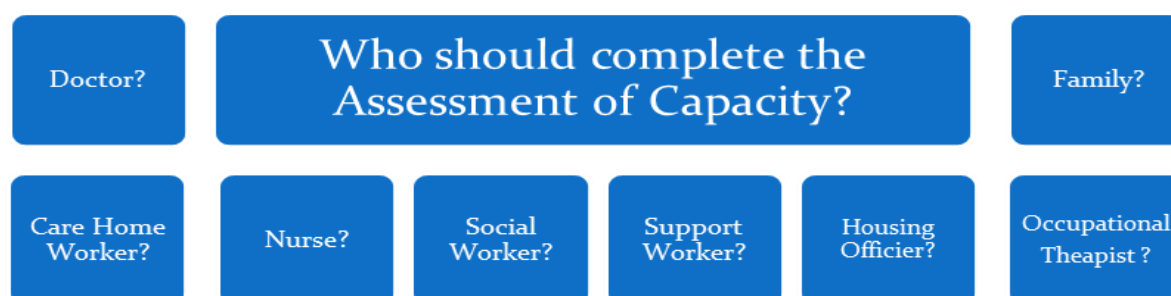 Doctor?
Who should complete the
Assessment of Capacity?
Family?
Care Home
Worker?
Nurse?
Social
Worker?
Support
Worker?
Housing
Officier?
Occupational
Theapist ?